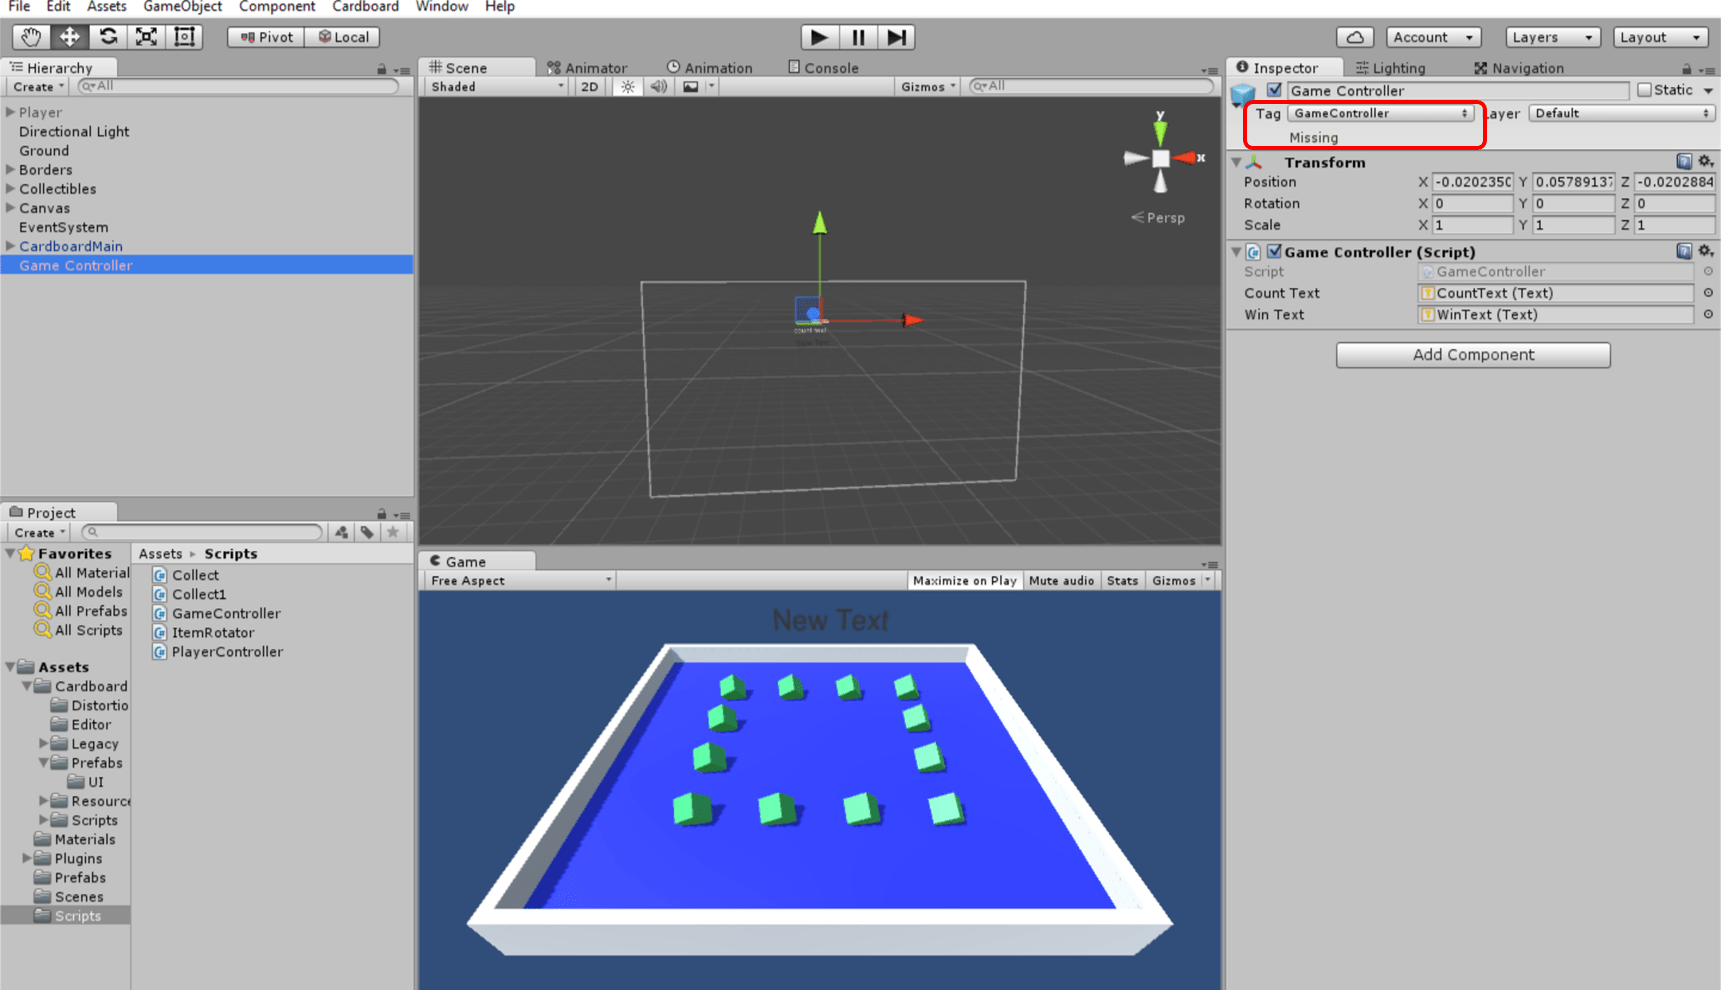 File Edit Assets GameObject Component Cardboard Window Help
Pivot Local Account Layers Layout
Hierarchy
Create All
Player
Directional Light
Ground
Borders
Collectibles
Canvas
EventSystem
CardboardMain
Game Controller
Scene Animator Animation Console
Shaded 2D Gizmos All
y
x
Persp
count text
New Text
Inspector Lighting Navigation
Game Controller Static
Tag GameController Layer Default
Missing
Transform
Position X -0.0202350 Y 0.0578913 Z -0.0202884
Rotation X 0 Y 0 Z 0
Scale X 1 Y 1 Z 1
Game Controller (Script)
Script GameController
Count Text CountText (Text)
Win Text WinText (Text)
Add Component
Project
Create
Favorites
All Material
All Models
All Prefabs
All Scripts
Assets
Cardboard
Distortio
Editor
Legacy
Prefabs
UI
Resource
Scripts
Materials
Plugins
Prefabs
Scenes
Scripts
Assets Scripts
Collect
Collect1
GameController
ItemRotator
PlayerController
Game
Free Aspect Maximize on Play Mute audio Stats Gizmos
New Text